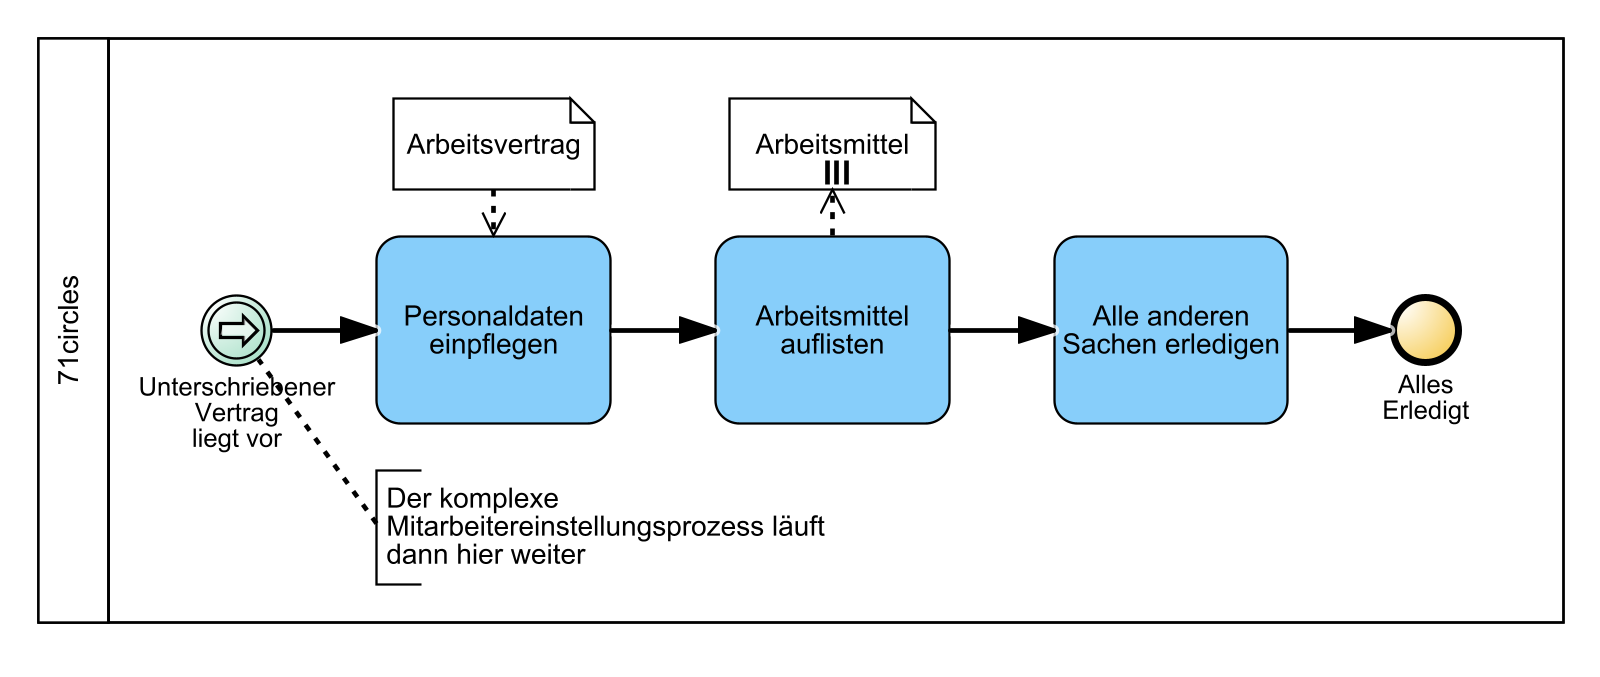 71circles
Arbeitsvertrag
Arbeitsmittel
Personaldaten
einpflegen
Arbeitsmittel
auflisten
Alle anderen
Sachen erledigen
Unterschriebener
Vertrag
liegt vor
Alles
Erledigt
Der komplexe
Mitarbeitereinstellungsprozess läuft
dann hier weiter